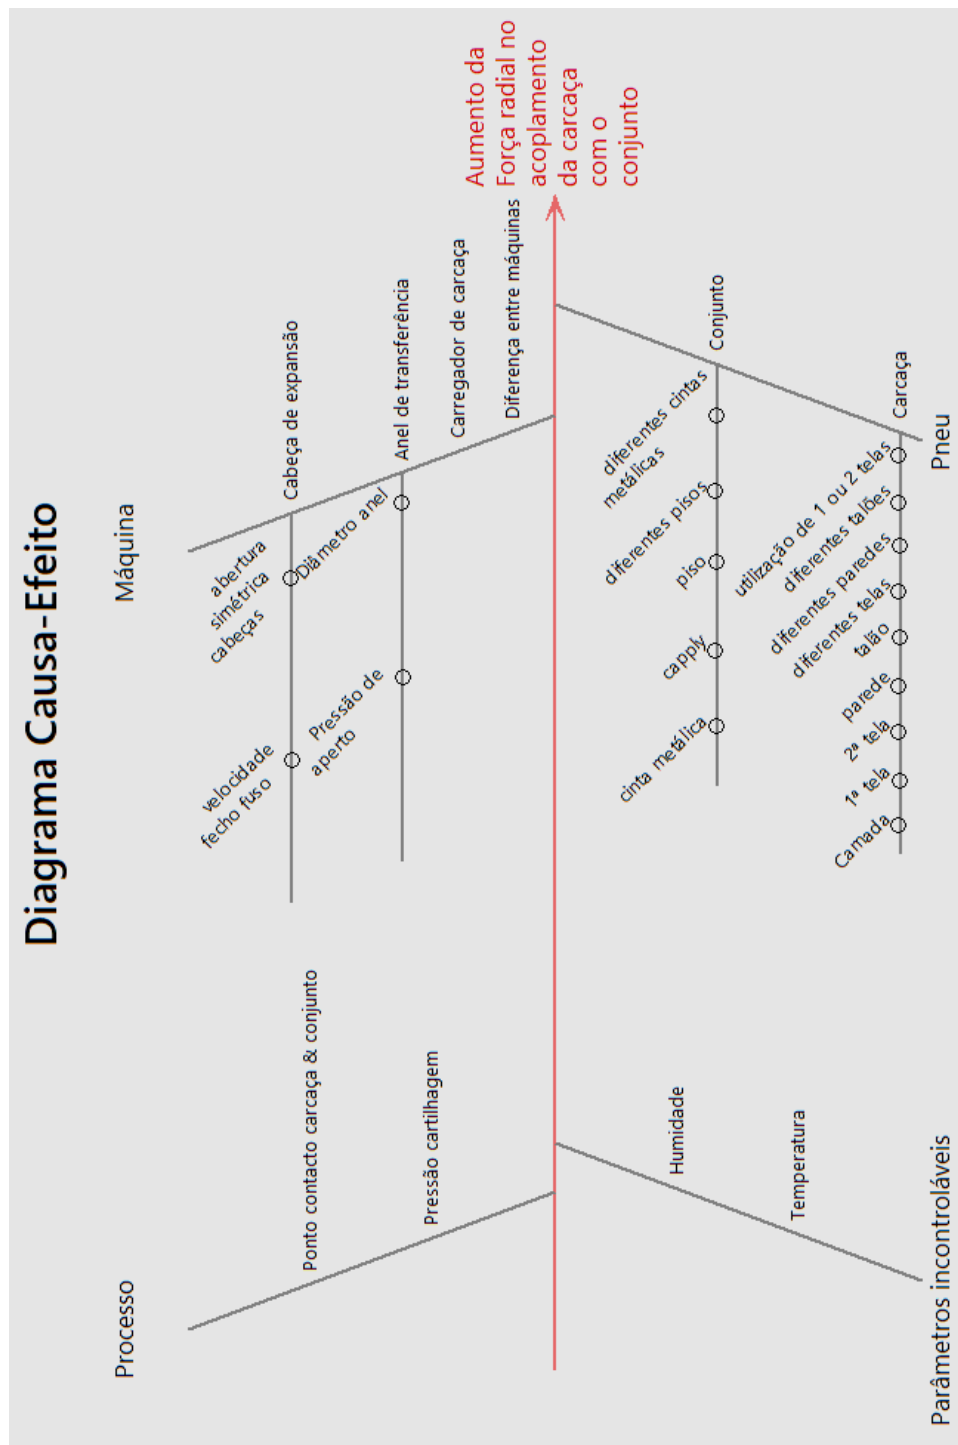 Diagrama Causa-Efeito
Processo
Máquina
Ponto contacto carcaça & conjunto
Pressão cartilhagem
Cabeça de expansão
abertura
simétrica
cabeças
velocidade
fecho fuso
Anel de transferência
Diâmetro anel
Pressão de
aperto
Carregador de carcaça
Diferença entre máquinas
Aumento da
Força radial no
acoplamento
da carcaça
com o
conjunto
Humidade
Temperatura
Conjunto
cinta metálica
capply
piso
diferentes pisos
diferentes cintas
metálicas
Carcaça
Camada
1ª tela
2ª tela
parede
talão
diferentes telas
diferentes paredes
diferentes talões
utilização de 1 ou 2 telas
Parâmetros incontroláveis
Pneu